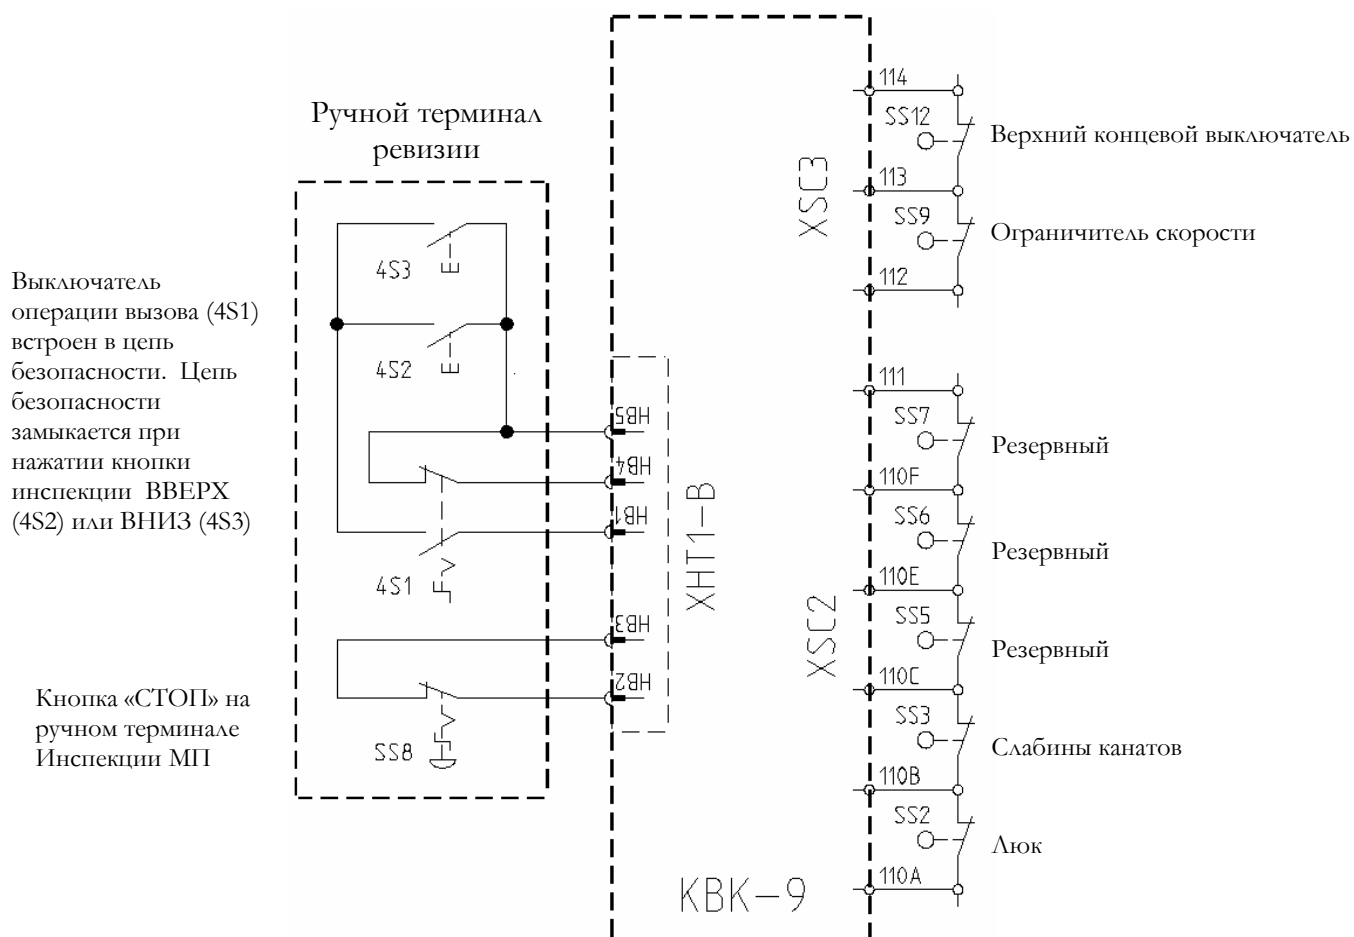 Ручной терминал
ревизии
4S3
4S2
4S1
SS8
Выключатель
операции вызова (4S1)
встроен в цепь
безопасности. Цепь
безопасности
замыкается при
нажатии кнопки
инспекции ВВЕРХ
(4S2) или ВНИЗ (4S3)
Кнопка «СТОП» на
ручном терминале
Инспекции МП
HB5
HB4
HB1
HB3
HB2
XHT1-B
KBK-9
XSC3
114
SS12
Верхний концевой выключатель
113
SS9
Ограничитель скорости
112
XSC2
111
SS7
Резервный
110F
SS6
Резервный
110E
SS5
Резервный
110C
SS3
Слабины канатов
110B
SS2
Люк
110A